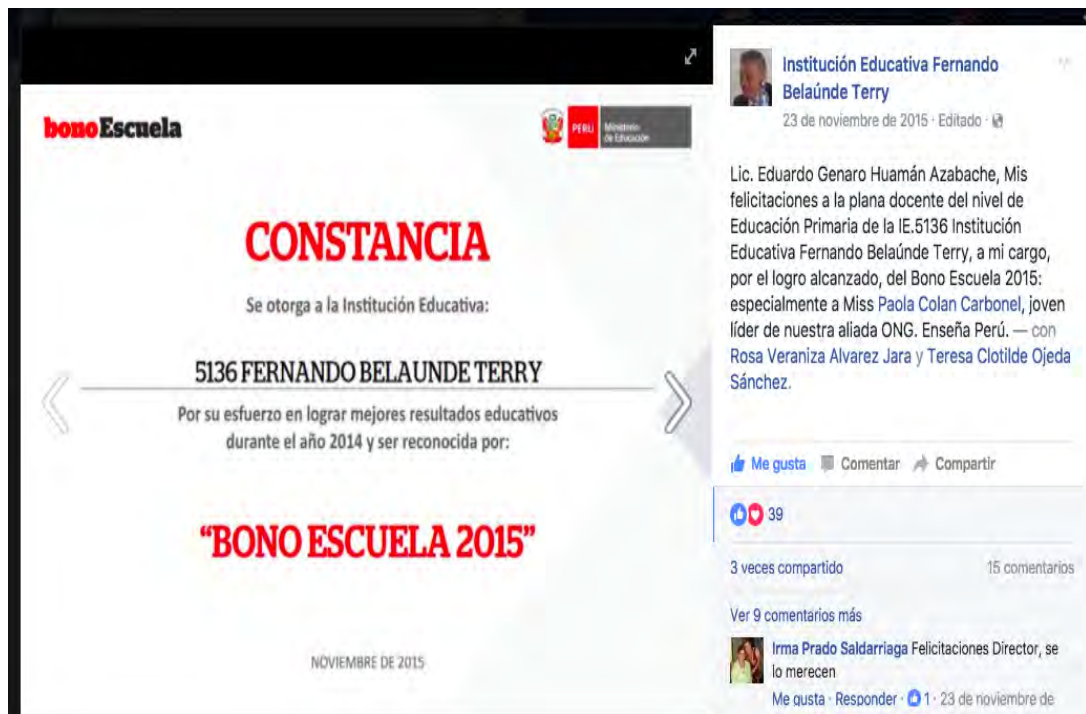 bonoEscuela
PERÚ
Ministerio
de Educación
CONSTANCIA
Se otorga a la Institución Educativa:
5136 FERNANDO BELAUNDE TERRY
Por su esfuerzo en lograr mejores resultados educativos
durante el año 2014 y ser reconocida por:
“BONO ESCUELA 2015”
NOVIEMBRE DE 2015
Institución Educativa Fernando
Belaúnde Terry
23 de noviembre de 2015 · Editado ·
Lic. Eduardo Genaro Huamán Azabache, Mis
felicitaciones a la plana docente del nivel de
Educación Primaria de la IE.5136 Institución
Educativa Fernando Belaúnde Terry, a mi cargo,
por el logro alcanzado, del Bono Escuela 2015:
especialmente a Miss Paola Colan Carbonel, joven
líder de nuestra aliada ONG. Enseña Perú. — con
Rosa Veraniza Alvarez Jara y Teresa Clotilde Ojeda
Sánchez.
Me gusta Comentar Compartir
39
3 veces compartido 15 comentarios
Ver 9 comentarios más
Irma Prado Saldarriaga Felicitaciones Director, se
lo merecen
Me gusta · Responder · 1 · 23 de noviembre de